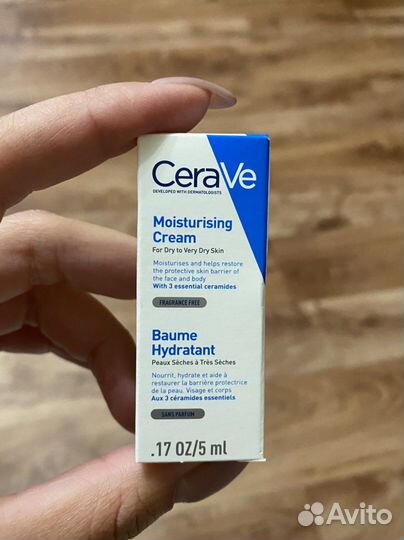 CeraVe
DEVELOPED WITH DERMATOLOGISTS
Moisturising
Cream
For Dry to Very Dry Skin
Moisturises and helps restore
the protective skin barrier of
the face and body
With 3 essential ceramides
FRAGRANCE FREE
Baume
Hydratant
Peaux Sèches à Très Sèches
Nourrit, hydrate et aide à
restaurer la barrière protectrice
de la peau. Visage et corps
Aux 3 céramides essentiels
SANS PARFUM
.17 OZ/5 ml
Avito